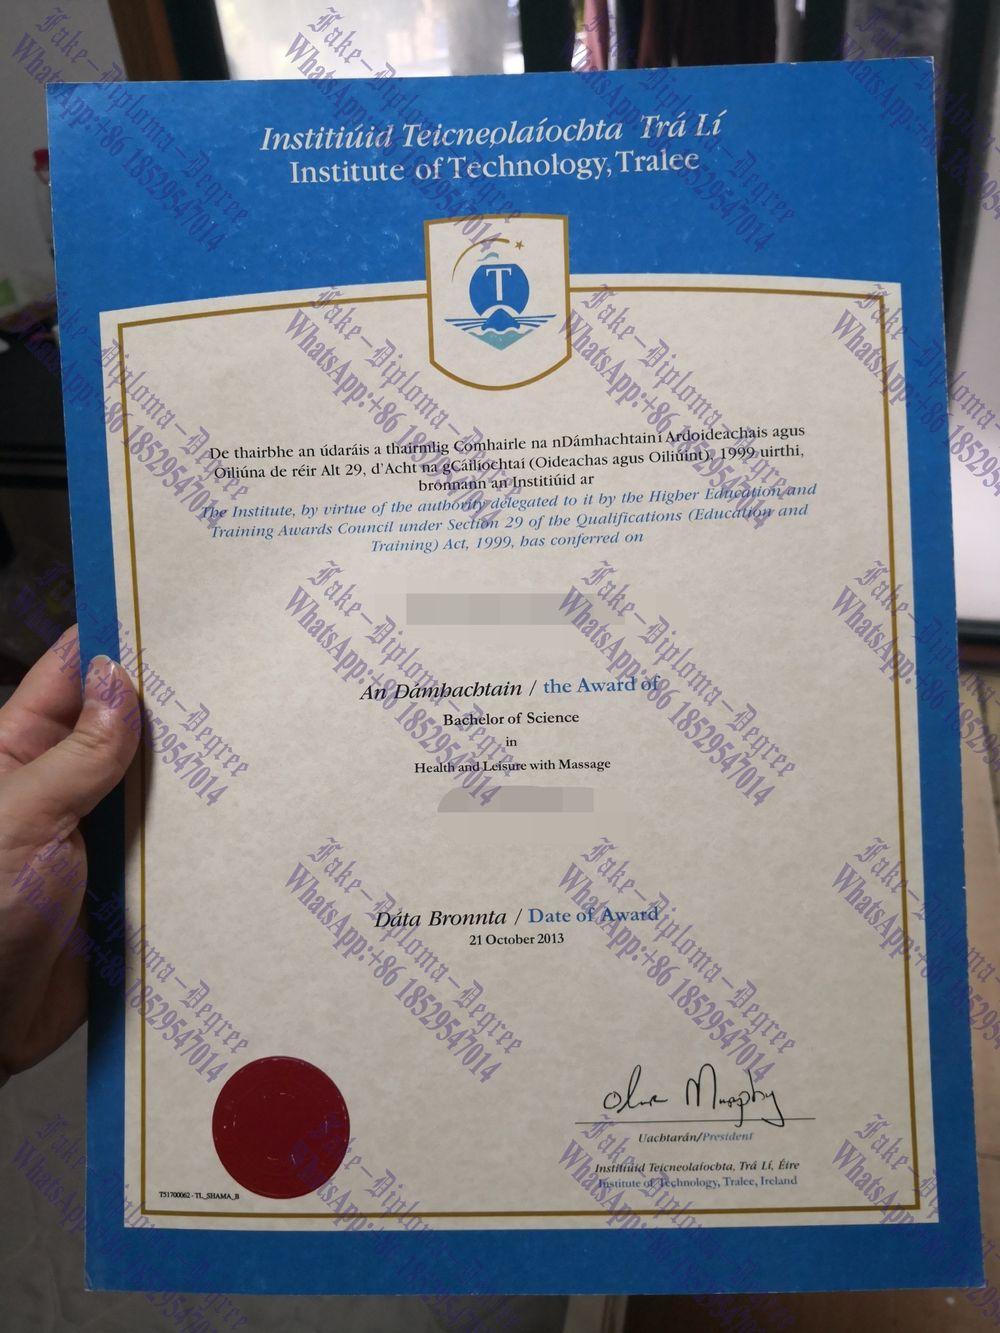 Institiúid Teicneolaíochta Trá Lí
Institute of Technology, Tralee
T
De thairbhe an údaráis a thairmlig Comhairle na nDámhachtainí Ardoideachais agus
Oiliúna de réir Alt 29, d'Acht na gCáilíochtaí (Oideachas agus Oiliúint), 1999 uirthi,
bronnann an Institiúid ar
The Institute, by virtue of the authority delegated to it by the Higher Education and
Training Awards Council under Section 29 of the Qualifications (Education and
Training) Act, 1999, has conferred on
An Dámhachtain / the Award of
Bachelor of Science
in
Health and Leisure with Massage
Dáta Bronnta / Date of Award
21 October 2013
Murphy
Uachtarán/President
Institiúid Teicneolaíochta, Trá Lí, Éire
Institute of Technology, Tralee, Ireland
T51700062 - TL_SHAMA_B
Fake-Diploma-Degree
WhatsApp:+86 18529547014